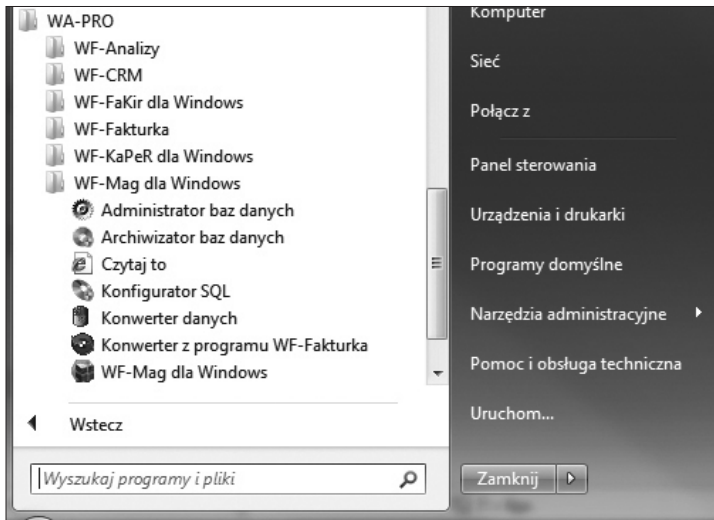 WA-PRO
WF-Analizy
WF-CRM
WF-FaKir dla Windows
WF-Fakturka
WF-KaPeR dla Windows
WF-Mag dla Windows
Administrator baz danych
Archiwizator baz danych
Czytaj to
Konfigurator SQL
Konwerter danych
Konwerter z programu WF-Fakturka
WF-Mag dla Windows
Wstecz
Wyszukaj programy i pliki
Komputer
Sieć
Połącz z
Panel sterowania
Urządzenia i drukarki
Programy domyślne
Narzędzia administracyjne
Pomoc i obsługa techniczna
Uruchom...
Zamknij